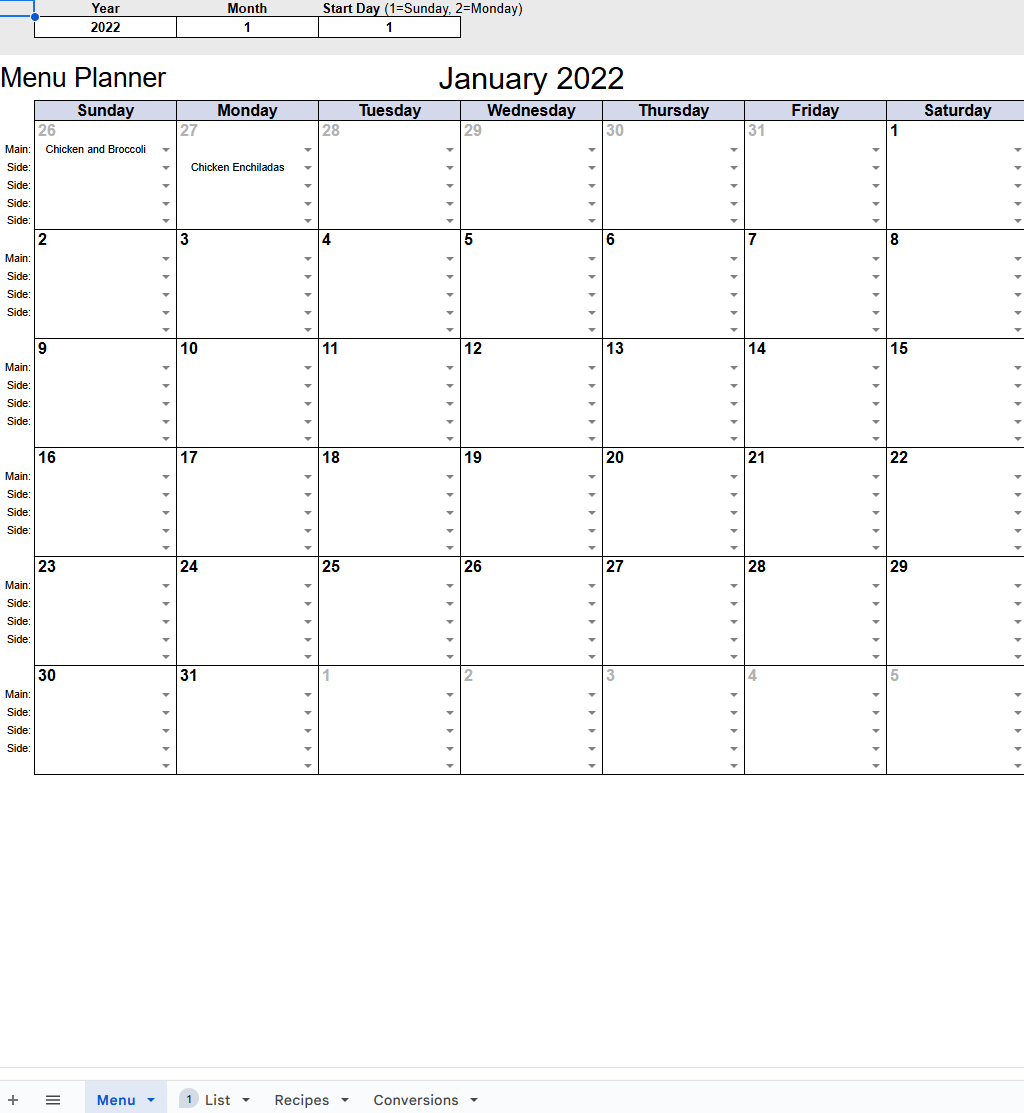 Year Month Start Day (1=Sunday, 2=Monday)
2022 1 1
Menu Planner January 2022
Sunday Monday Tuesday Wednesday Thursday Friday Saturday
26 27 28 29 30 31 1
Main: Chicken and Broccoli
Side: Chicken Enchiladas
Side:
Side:
Side:
2 3 4 5 6 7 8
Main:
Side:
Side:
Side:
9 10 11 12 13 14 15
Main:
Side:
Side:
Side:
16 17 18 19 20 21 22
Main:
Side:
Side:
Side:
23 24 25 26 27 28 29
Main:
Side:
Side:
Side:
30 31 1 2 3 4 5
Main:
Side:
Side:
Side:
+ Menu 1 List Recipes Conversions